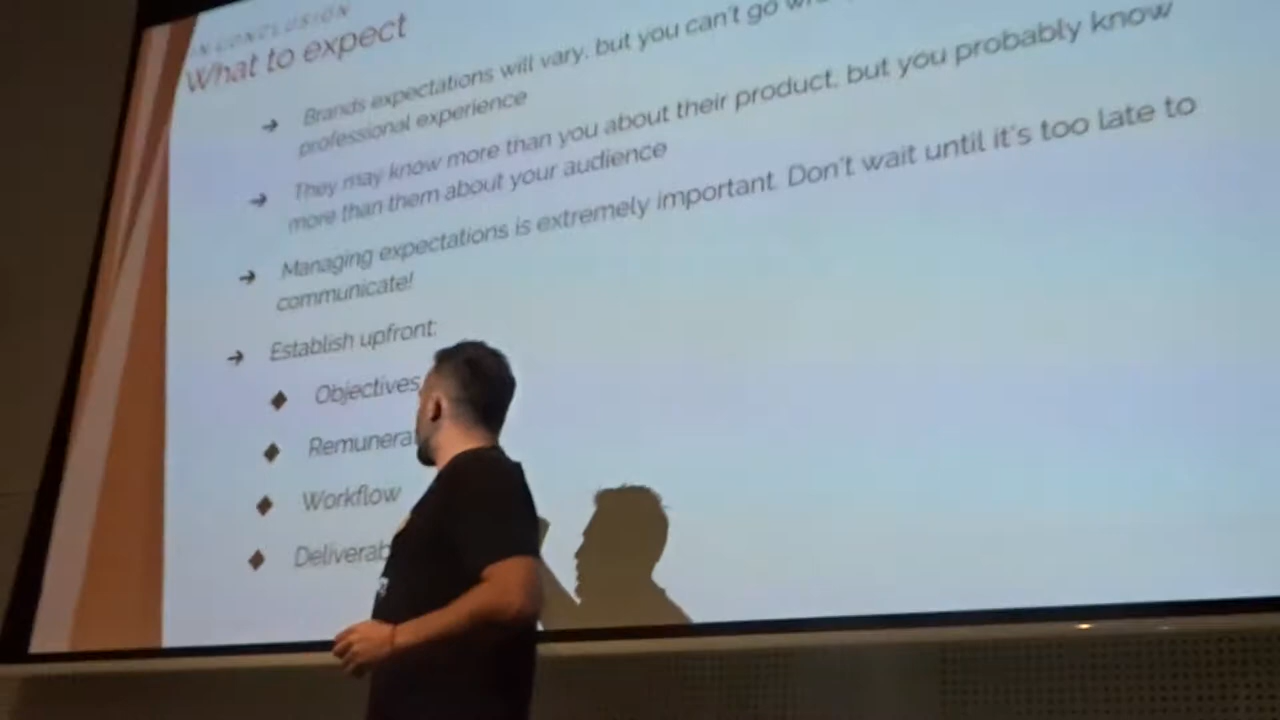 IN CONCLUSION
What to expect
➔ Brands expectations will vary, but you can't go
professional experience
➔ They may know more than you about their product, but you probably know
more than them about your audience
➔ Managing expectations is extremely important. Don't wait until it's too late to
communicate!
➔ Establish upfront:
◆ Objectives
◆ Remunerat
◆ Workflow
◆ Deliverab